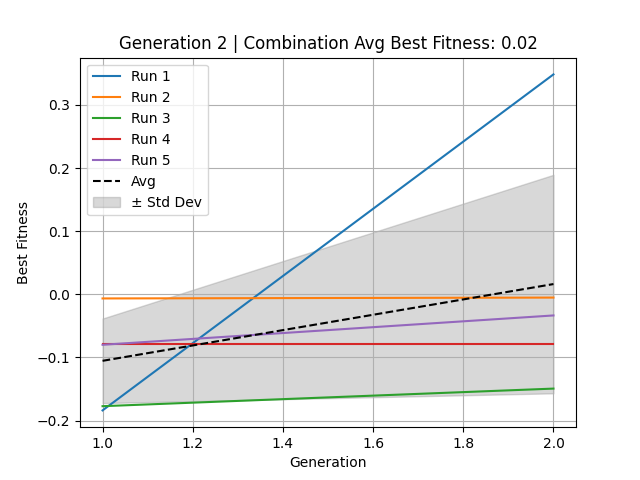 Generation 2 | Combination Avg Best Fitness: 0.02
Run 1
Run 2
Run 3
Run 4
Run 5
Avg
± Std Dev
Best Fitness
0.3
0.2
0.1
0.0
−0.1
−0.2
1.0 1.2 1.4 1.6 1.8 2.0
Generation